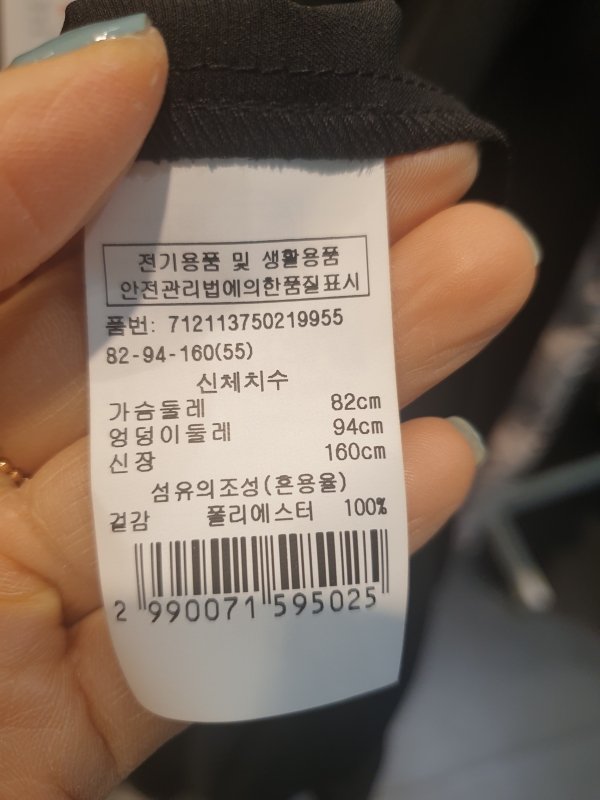 전기용품 및 생활용품
안전관리법에의한품질표시
품번: 712113750219955
82-94-160(55)
신체치수
가슴둘레 82cm
엉덩이둘레 94cm
신장 160cm
섬유의조성(혼용율)
겉감 폴리에스터 100%
2 990071 595025